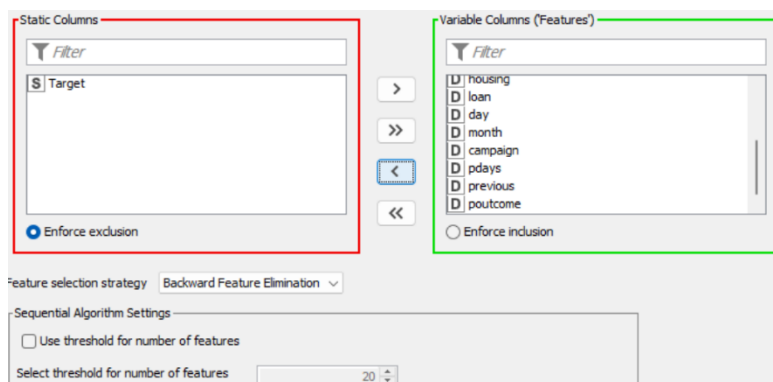 Static Columns
Variable Columns ('Features')
Filter
Filter
S Target
D housing
D loan
D day
D month
D campaign
D pdays
D previous
D poutcome
>
>>
<
<<
Enforce exclusion
Enforce inclusion
Feature selection strategy Backward Feature Elimination
Sequential Algorithm Settings
Use threshold for number of features
Select threshold for number of features 20